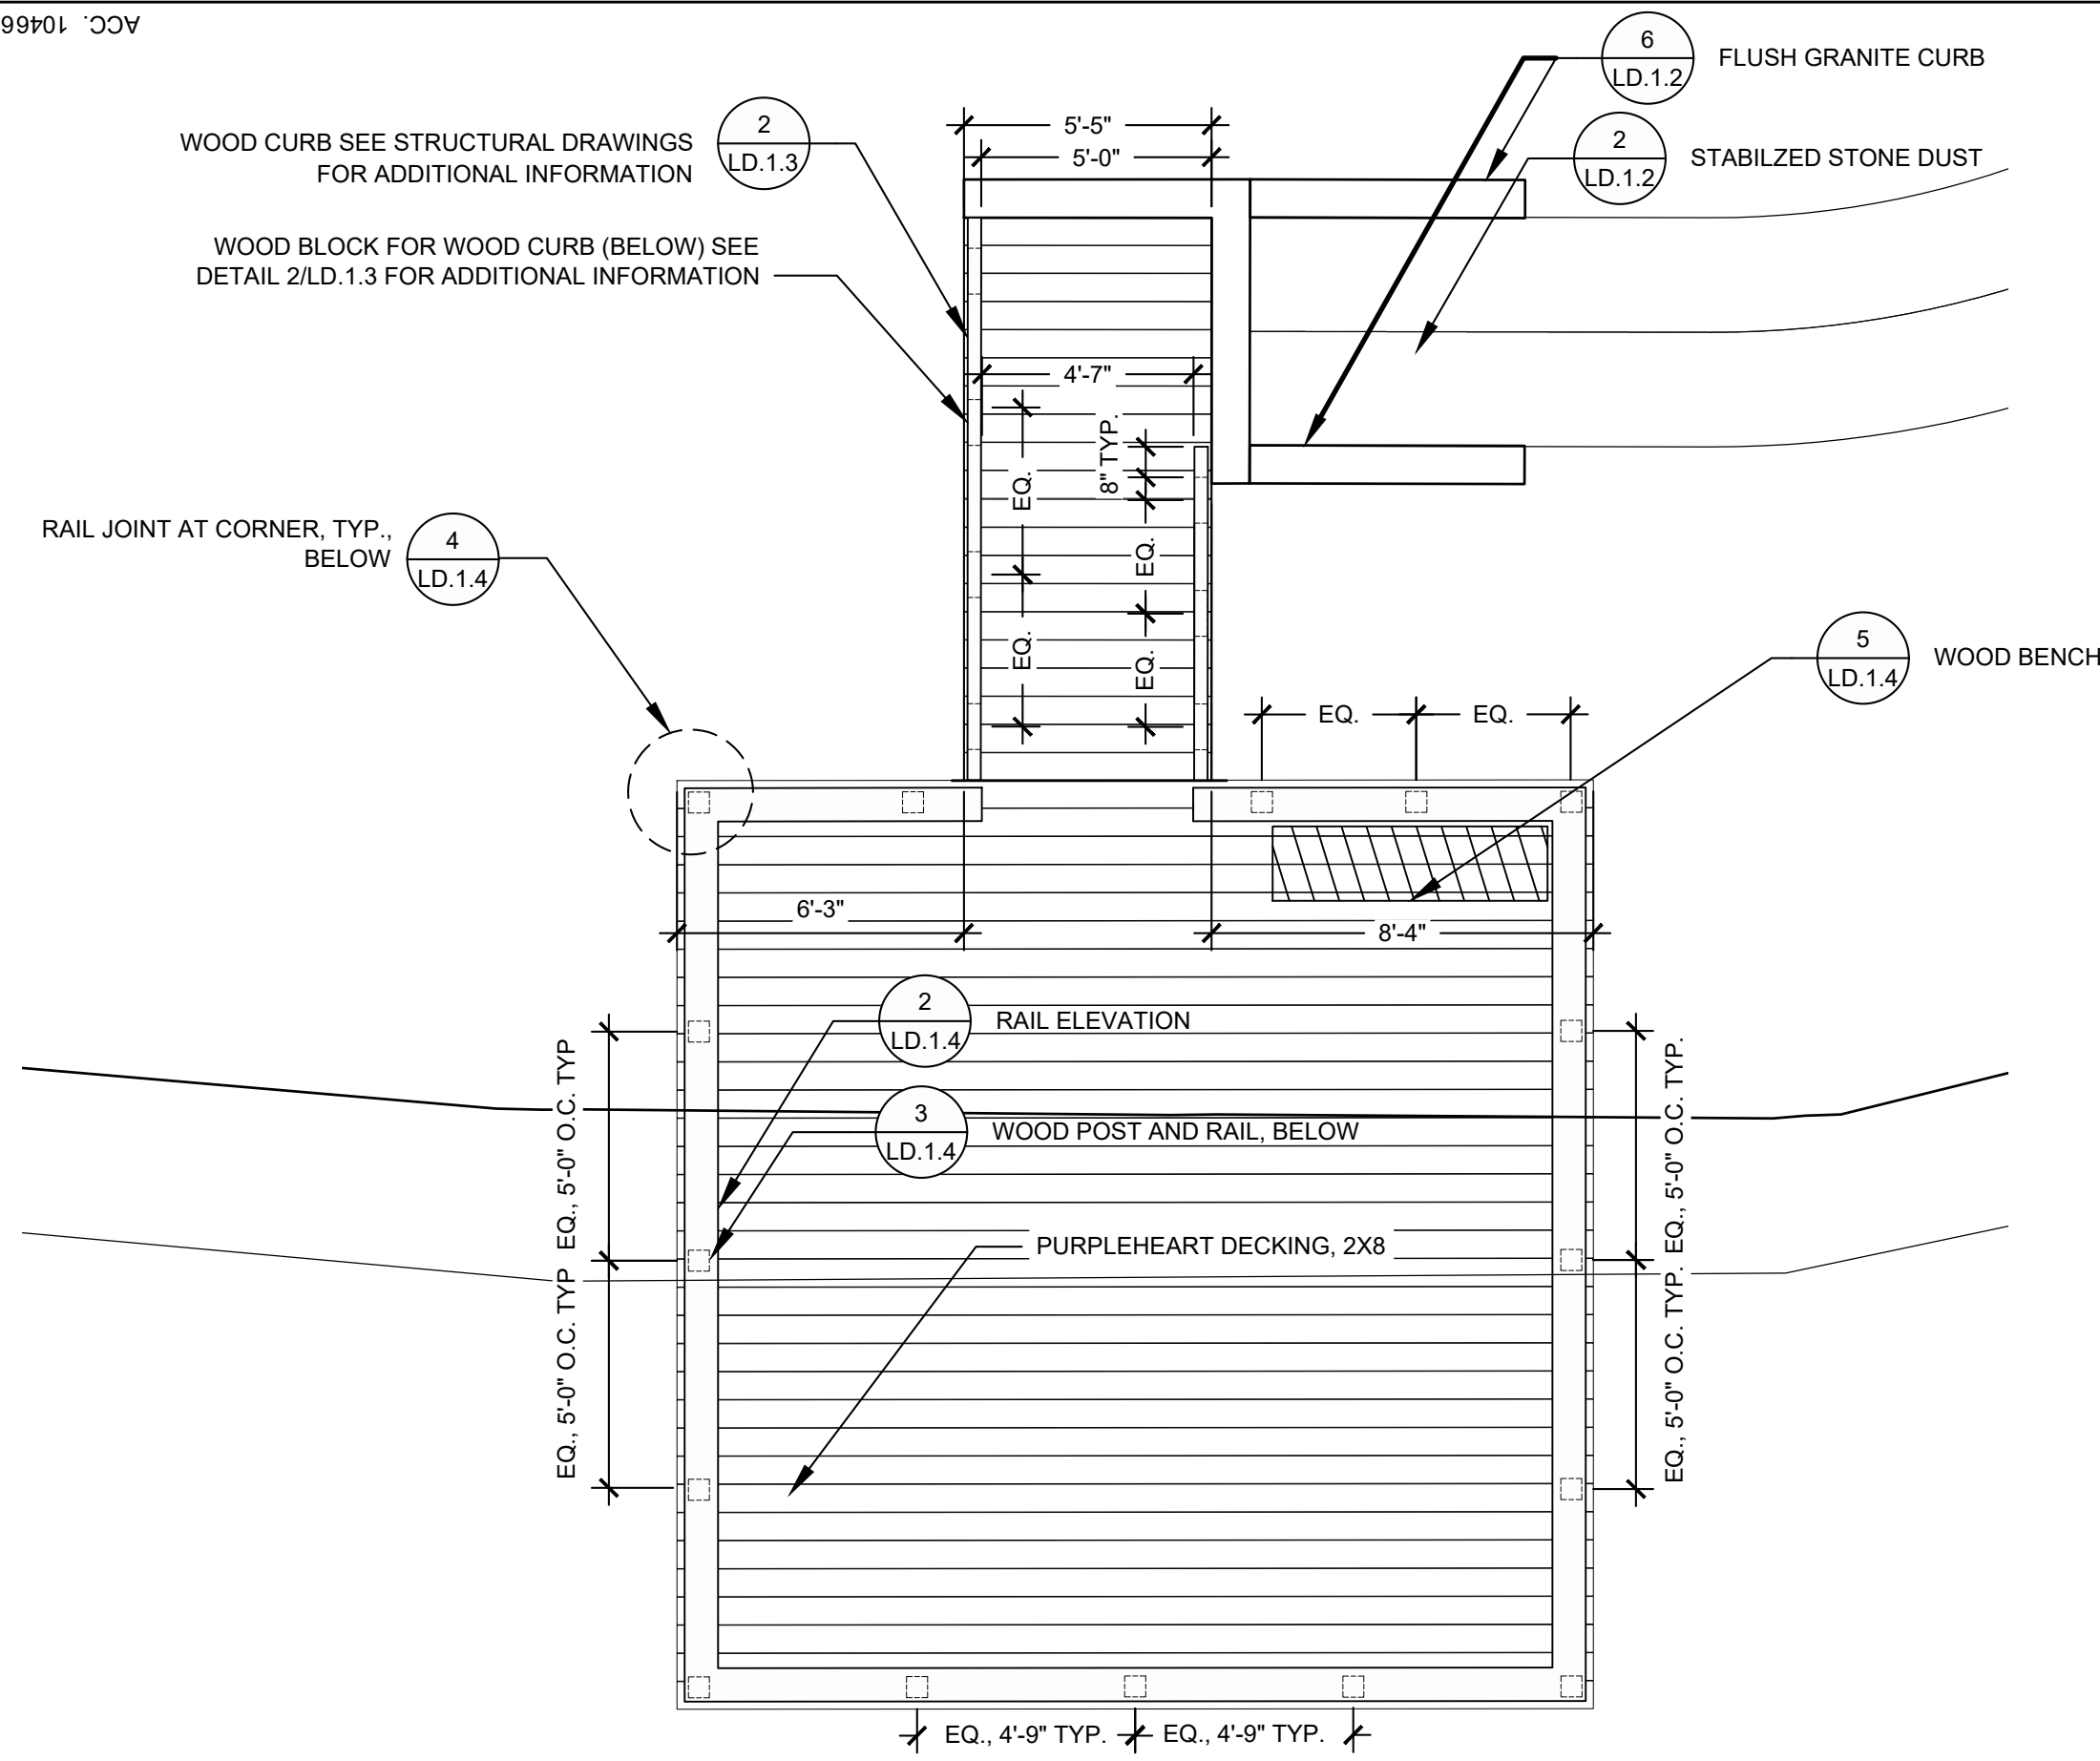 ACC. 10466
6
LD.1.2
FLUSH GRANITE CURB
2
LD.1.2
STABILZED STONE DUST
WOOD CURB SEE STRUCTURAL DRAWINGS
FOR ADDITIONAL INFORMATION
2
LD.1.3
5'-5"
5'-0"
WOOD BLOCK FOR WOOD CURB (BELOW) SEE
DETAIL 2/LD.1.3 FOR ADDITIONAL INFORMATION
4'-7"
8" TYP.
EQ.
EQ.
EQ.
EQ.
RAIL JOINT AT CORNER, TYP.,
BELOW
4
LD.1.4
5
LD.1.4
WOOD BENCH
EQ.
EQ.
6'-3"
8'-4"
2
LD.1.4
RAIL ELEVATION
3
LD.1.4
WOOD POST AND RAIL, BELOW
PURPLEHEART DECKING, 2X8
EQ., 5'-0" O.C. TYP
EQ., 5'-0" O.C. TYP
EQ., 5'-0" O.C. TYP.
EQ., 5'-0" O.C. TYP.
EQ., 4'-9" TYP.
EQ., 4'-9" TYP.